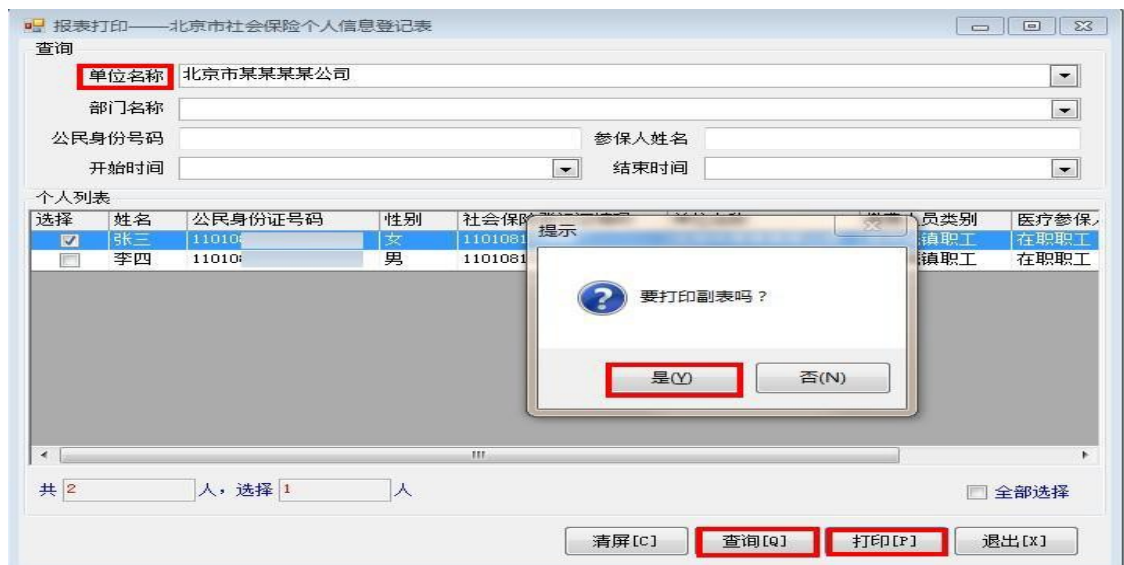 报表打印——北京市社会保险个人信息登记表
查询
单位名称 北京市某某某某公司
部门名称
公民身份号码 参保人姓名
开始时间 结束时间
个人列表
选择 姓名 公民身份证号码 性别 社会保险 员类别 医疗参保
张三 11010 女 1101081 镇职工 在职职工
李四 11010 男 1101081 镇职工 在职职工
提示
要打印副表吗？
是(Y) 否(N)
共 2 人，选择 1 人 全部选择
清屏[C] 查询[Q] 打印[P] 退出[X]